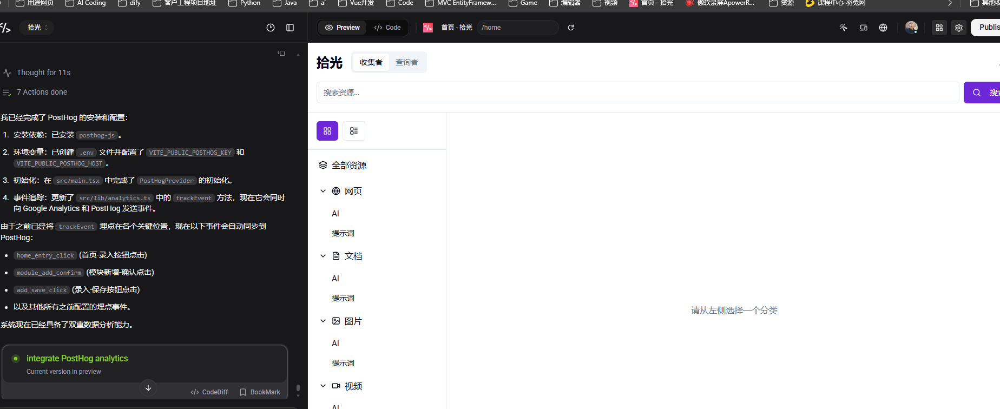 用途网页
AI Coding
dify
客户工程项目地址
Python
Java
ai
Vue开发
Code
MVC EntityFramew...
Game
编辑器
视频
首页 - 拾光
傲软录屏ApowerR...
资源
课程中心-羽兔网
拾光
Preview
Code
首页 - 拾光
/home
Thought for 11s
7 Actions done
我已经完成了 PostHog 的安装和配置：
1. 安装依赖：已安装 posthog-js 。
2. 环境变量：已创建 .env 文件并配置了 VITE_PUBLIC_POSTHOG_KEY 和
VITE_PUBLIC_POSTHOG_HOST 。
3. 初始化：在 src/main.tsx 中完成了 PostHogProvider 的初始化。
4. 事件追踪：更新了 src/lib/analytics.ts 中的 trackEvent 方法，现在它会同时
向 Google Analytics 和 PostHog 发送事件。
由于之前已经将 trackEvent 埋点在各个关键位置，现在以下事件会自动同步到
PostHog：
• home_entry_click (首页-录入按钮点击)
• module_add_confirm (模块新增-确认点击)
• add_save_click (录入-保存按钮点击)
• 以及其他所有之前配置的埋点事件。
系统现在已经具备了双重数据分析能力。
integrate PostHog analytics
Current version in preview
CodeDiff
BookMark
拾光
收集者
查询者
搜索资源...
全部资源
网页
AI
提示词
文档
AI
提示词
图片
AI
提示词
视频
AI
请从左侧选择一个分类